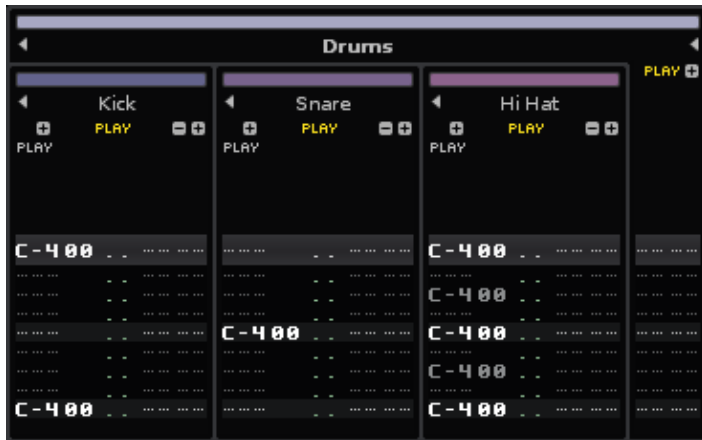 Drums
PLAY
Kick Snare Hi Hat
PLAY PLAY PLAY
PLAY PLAY PLAY
C-400 .. C-400 ..
C-400 ..
C-400 .. C-400 ..
C-400 ..
C-400 .. C-400 ..